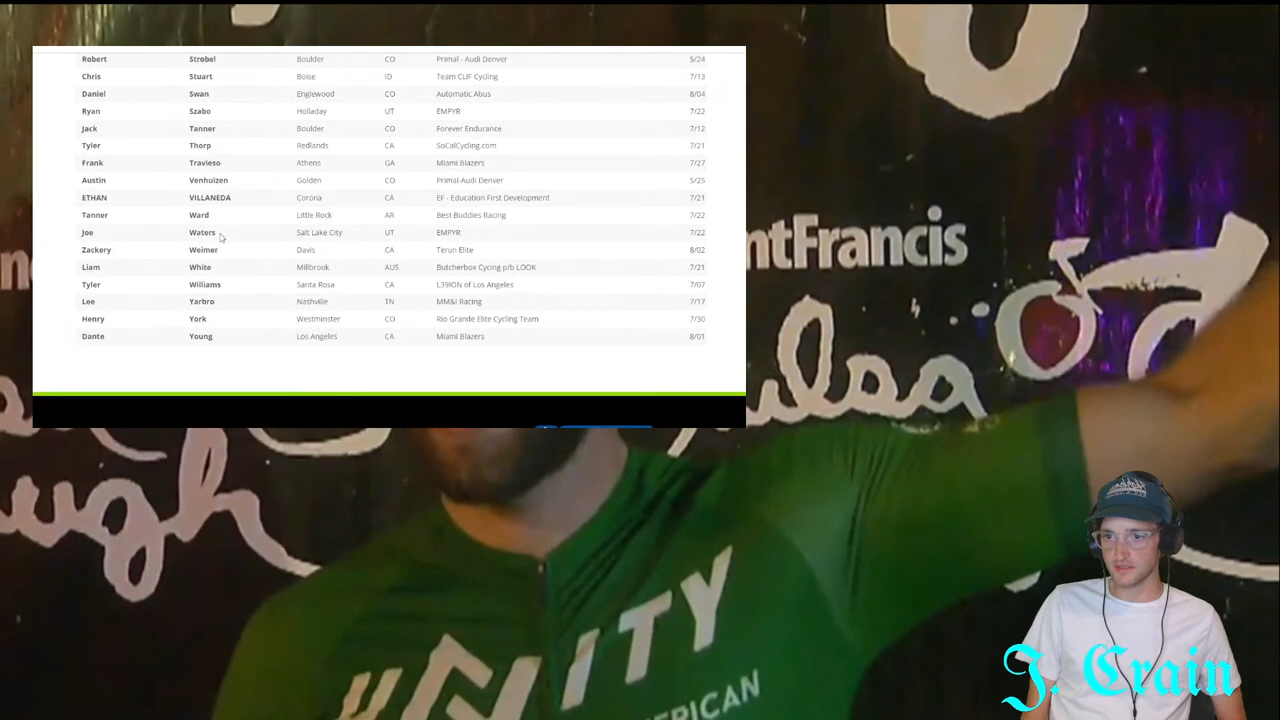 Robert Strobel Boulder CO Primal - Audi Denver 5/24
Chris Stuart Boise ID Team CLIF Cycling 7/13
Daniel Swan Englewood CO Automatic Abus 8/04
Ryan Szabo Holladay UT EMPYR 7/22
Jack Tanner Boulder CO Forever Endurance 7/12
Tyler Thorp Redlands CA SoCalCycling.com 7/21
Frank Travieso Athens GA Miami Blazers 7/27
Austin Venhuizen Golden CO Primal-Audi Denver 5/25
ETHAN VILLANEDA Corona CA EF - Education First Development 7/21
Tanner Ward Little Rock AR Best Buddies Racing 7/22
Joe Waters Salt Lake City UT EMPYR 7/22
Zackery Weimer Davis CA Terun Elite 8/02
Liam White Millbrook AUS Butcherbox Cycing p/b LOOK 7/21
Tyler Williams Santa Rosa CA L39ION of Los Angeles 7/07
Lee Yarbro Nashville TN MM&I Racing 7/17
Henry York Westminster CO Rio Grande Elite Cycling Team 7/30
Dante Young Los Angeles CA Miami Blazers 8/01
ntFrancis
ulsa
ugh
ITY
ERICAN
J. Crain